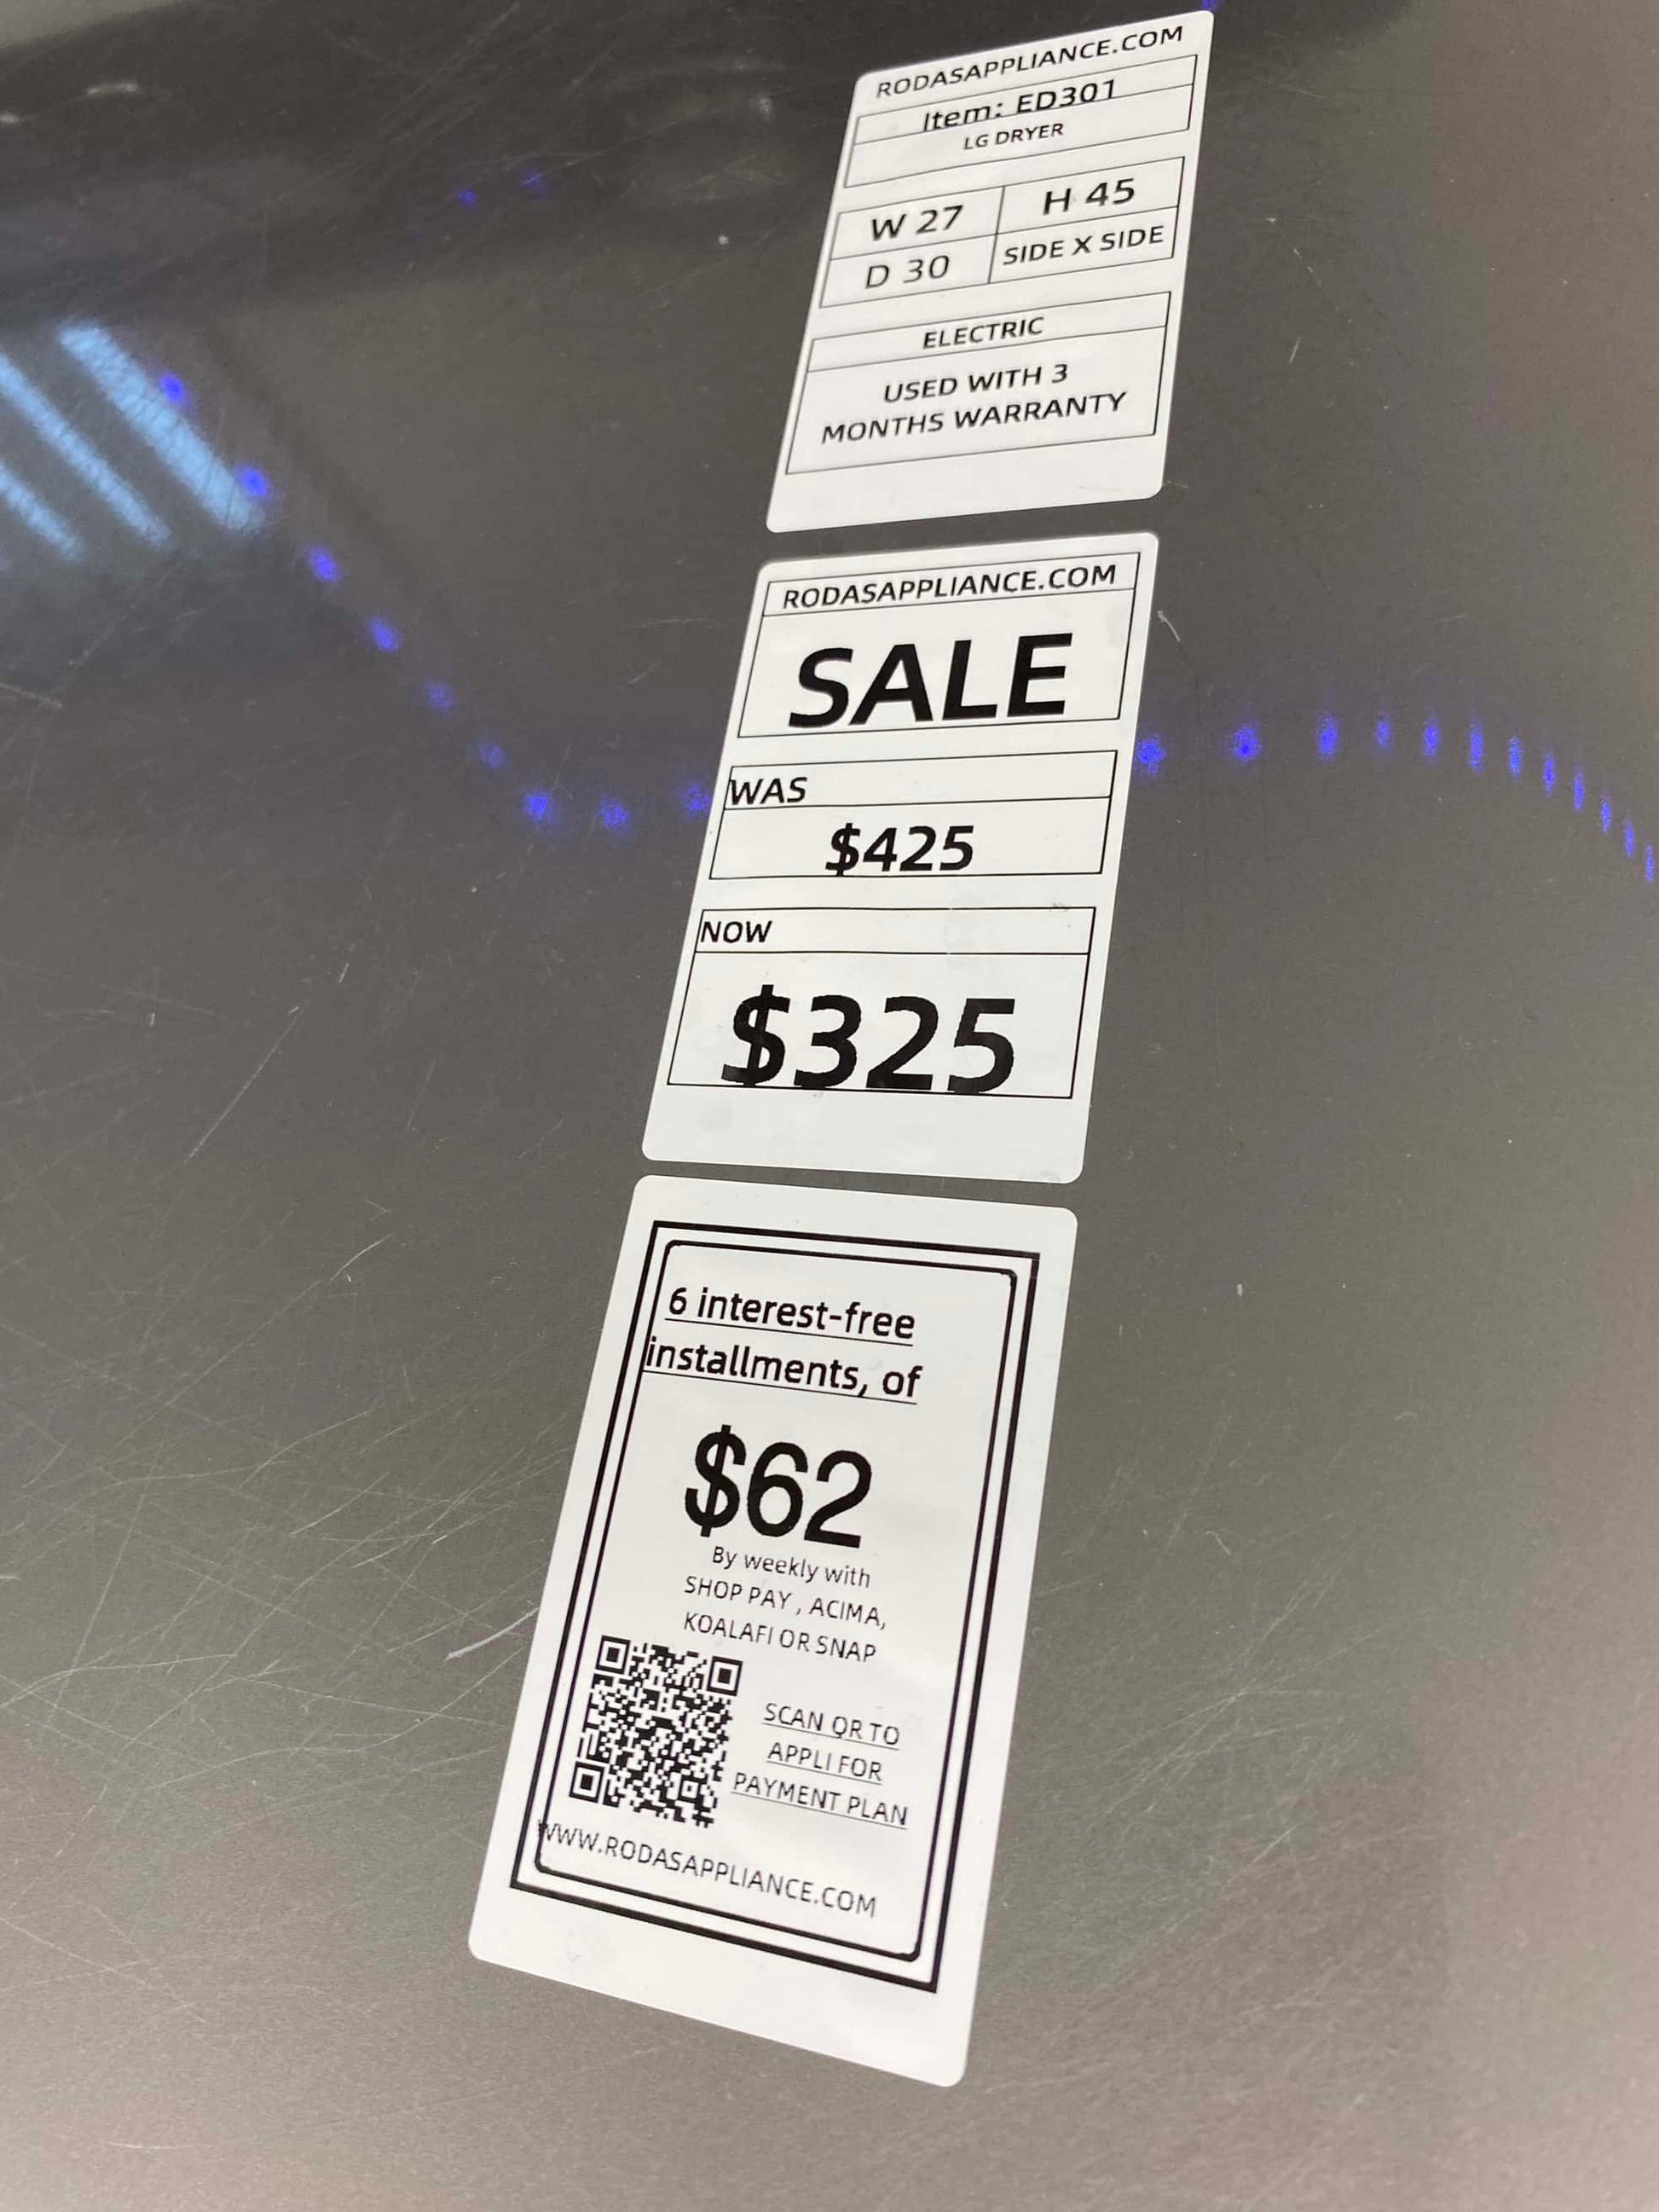 RODASAPPLIANCE.COM
Item: ED301
LG DRYER
W 27
H 45
D 30
SIDE X SIDE
ELECTRIC
USED WITH 3
MONTHS WARRANTY
RODASAPPLIANCE.COM
SALE
WAS
$425
NOW
$325
6 interest-free
installments, of
$62
By weekly with
SHOP PAY , ACIMA,
KOALAFI OR SNAP
SCAN QR TO
APPLI FOR
PAYMENT PLAN
WWW.RODASAPPLIANCE.COM